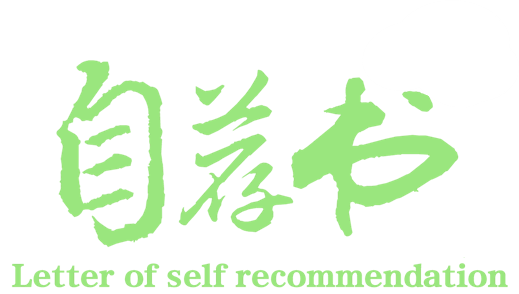 自荐书
Letter of self recommendation